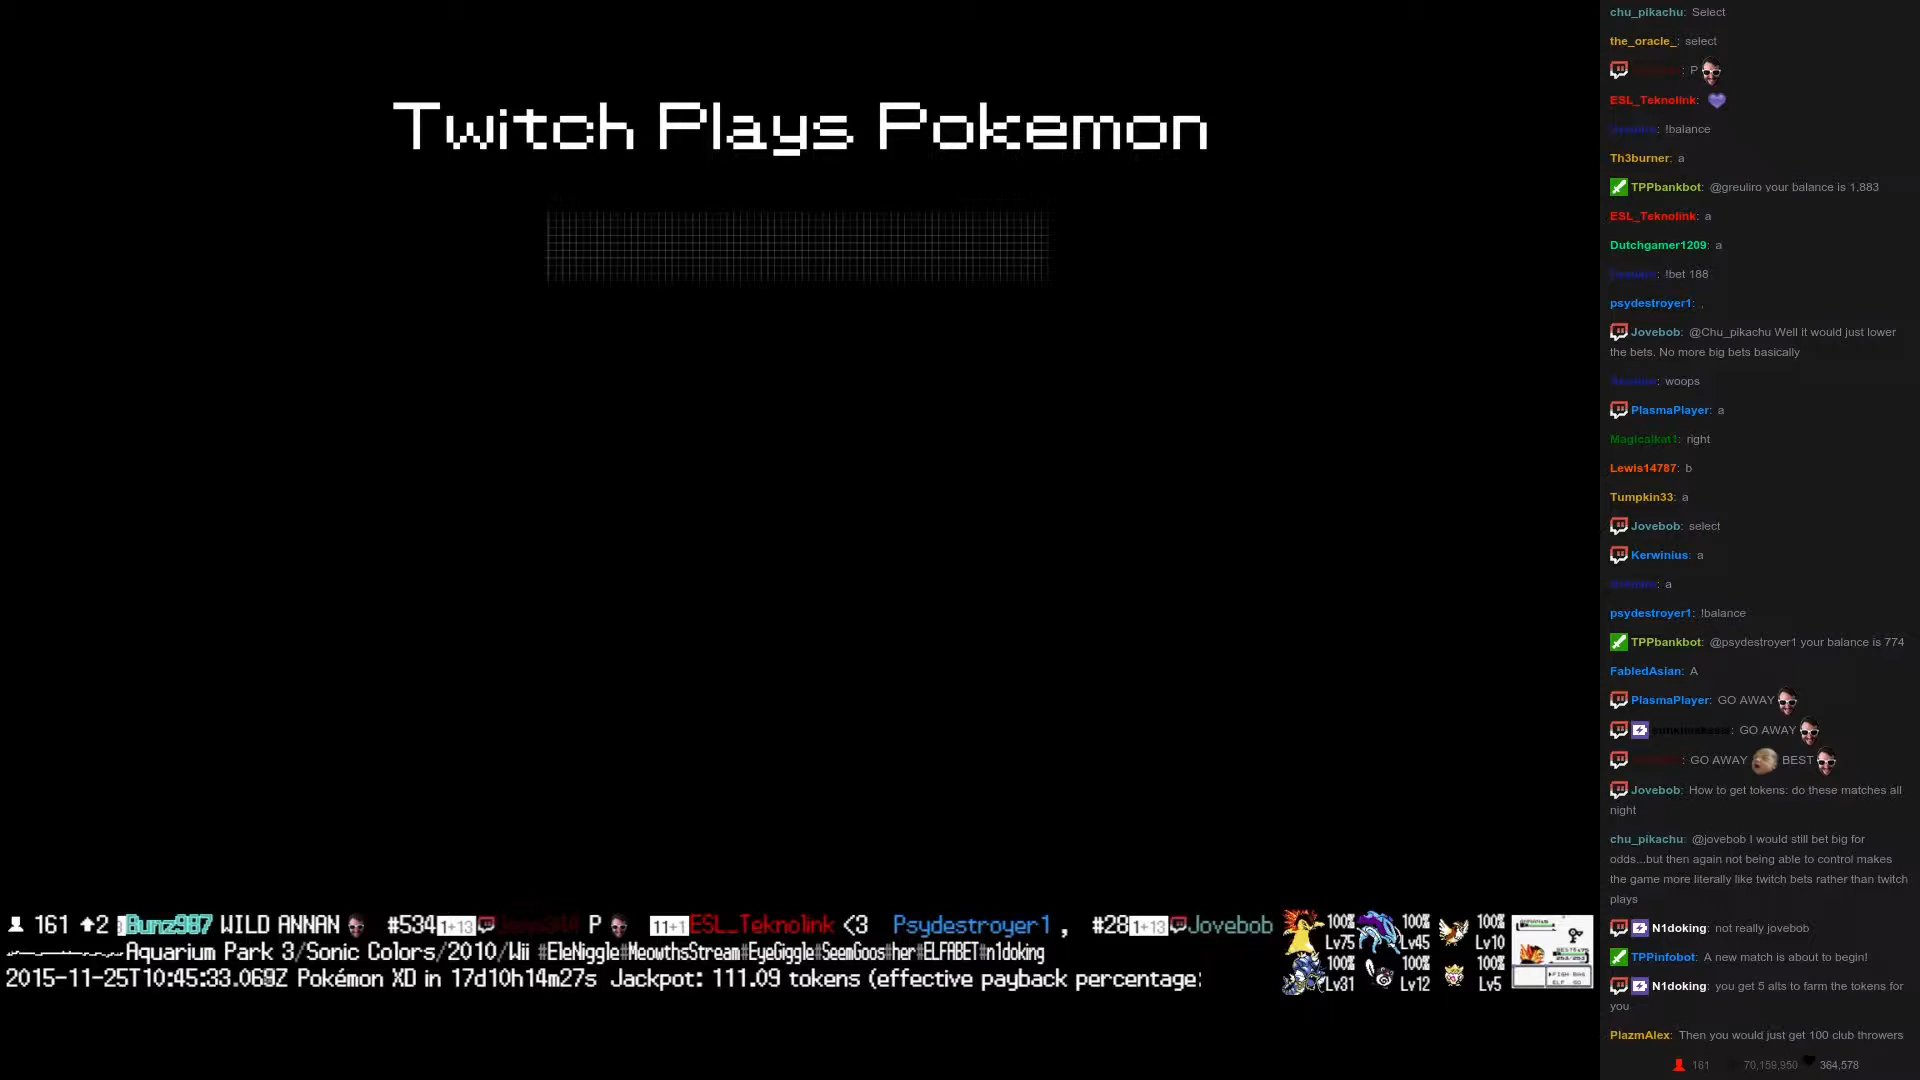 Twitch Plays Pokemon
chu_pikachu: Select
the_oracle_: select
: P
ESL_Teknolink:
: !balance
Th3burner: a
TPPbankbot: @greuliro your balance is 1,883
ESL_Teknolink: a
Dutchgamer1209: a
: !bet 188
psydestroyer1: .
Jovebob: @Chu_pikachu Well it would just lower
the bets. No more big bets basically
: woops
PlasmaPlayer: a
Magicalkat1: right
Lewis14787: b
Tumpkin33: a
Jovebob: select
Kerwinius: a
: a
psydestroyer1: !balance
TPPbankbot: @psydestroyer1 your balance is 774
FabledAsian: A
PlasmaPlayer: GO AWAY
: GO AWAY
: GO AWAY BEST
Jovebob: How to get tokens: do these matches all
night
chu_pikachu: @jovebob I would still bet big for
odds...but then again not being able to control makes
the game more literally like twitch bets rather than twitch
plays
N1doking: not really jovebob
TPPinfobot: A new match is about to begin!
N1doking: you get 5 alts to farm the tokens for
you
PlazmAlex: Then you would just get 100 club throwers
161 70,159,950 364,578
161 2 Bunz987 WILD ANNAN #534 1+13 P 11+1 ESL_Teknolink <3 Psydestroyer1 , #28 1+13 Jovebob
Aquarium Park 3/Sonic Colors/2010/Wii #EleNiggle#MeowthsStream#EyeGiggle#SeemGoos#her#ELFABET#n1doking
2015-11-25T10:45:33.069Z Pokémon XD in 17d10h14m27s Jackpot: 111.09 tokens (effective payback percentage:
100% 100% 100%
Lv75 Lv45 Lv10
100% 100% 100%
Lv31 Lv12 Lv5